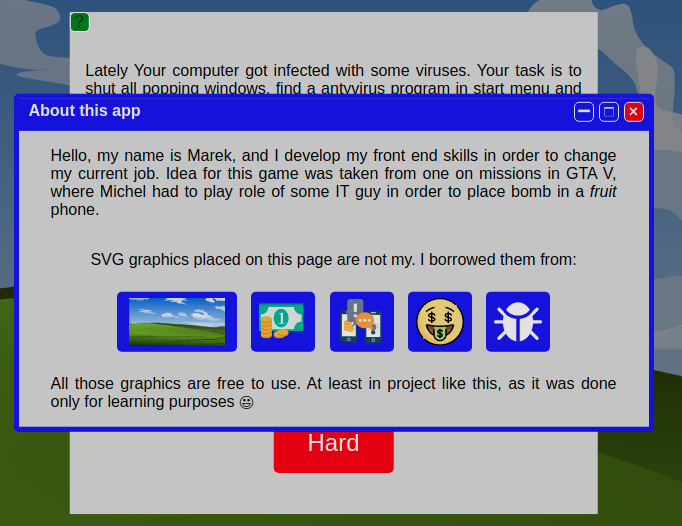 ?
Lately Your computer got infected with some viruses. Your task is to
shut all popping windows, find a antyvirus program in start menu and
About this app
Hello, my name is Marek, and I develop my front end skills in order to change
my current job. Idea for this game was taken from one on missions in GTA V,
where Michel had to play role of some IT guy in order to place bomb in a fruit
phone.
SVG graphics placed on this page are not my. I borrowed them from:
1
$ $
$
All those graphics are free to use. At least in project like this, as it was done
only for learning purposes 😃
Hard